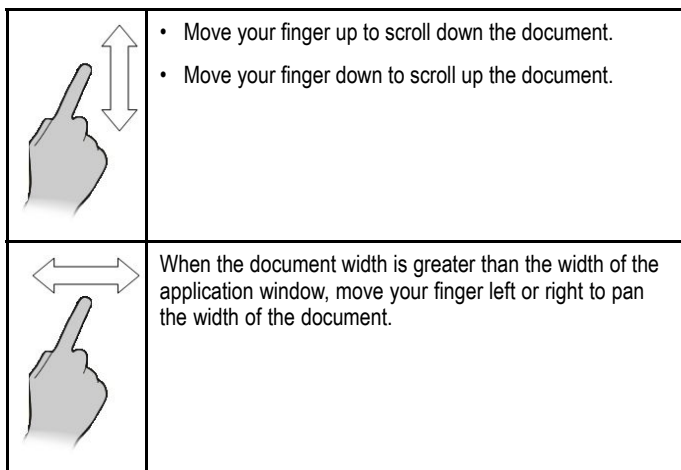 • Move your finger up to scroll down the document.
• Move your finger down to scroll up the document.
When the document width is greater than the width of the
application window, move your finger left or right to pan
the width of the document.